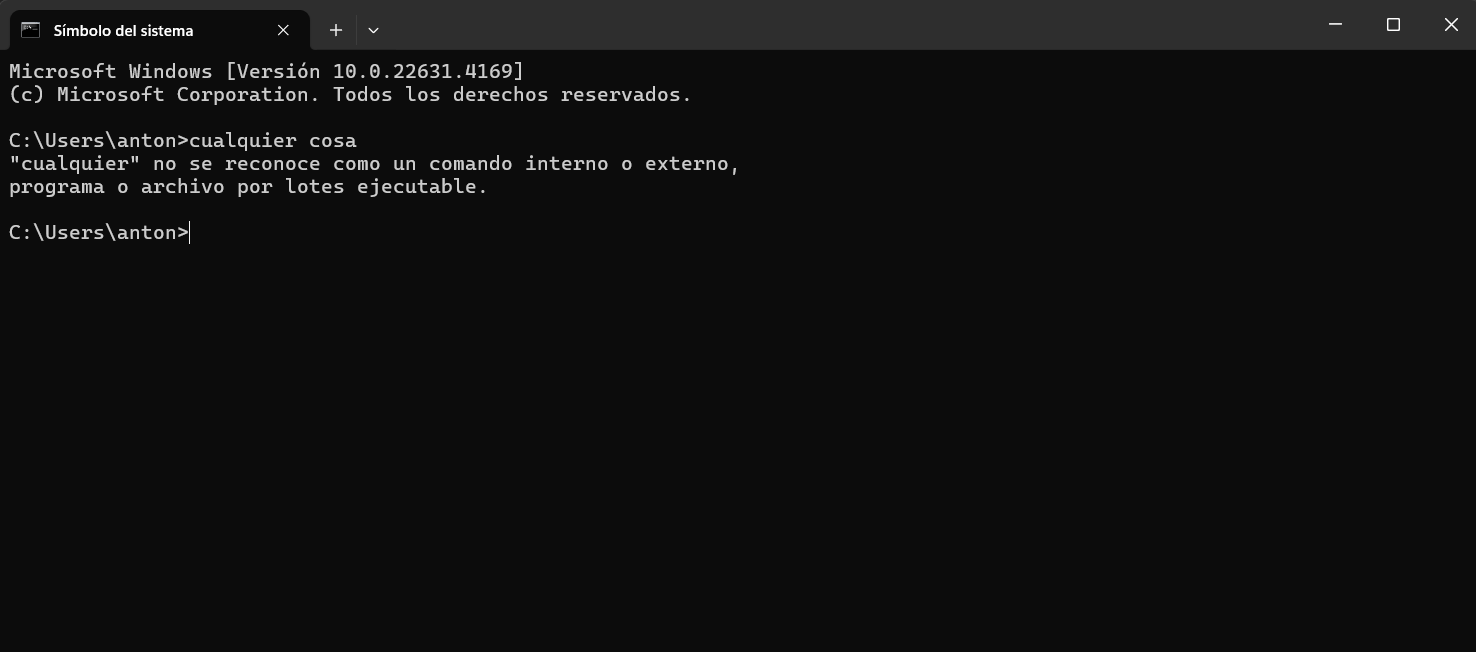 Símbolo del sistema
Microsoft Windows [Versión 10.0.22631.4169]
(c) Microsoft Corporation. Todos los derechos reservados.
C:\Users\anton>cualquier cosa
"cualquier" no se reconoce como un comando interno o externo,
programa o archivo por lotes ejecutable.
C:\Users\anton>